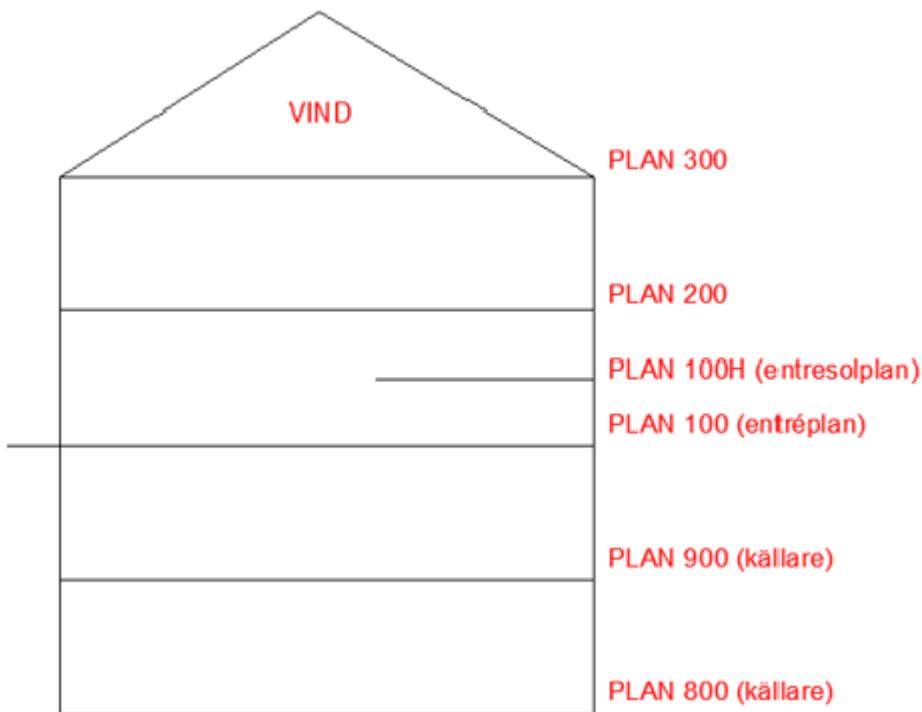 VIND
PLAN 300
PLAN 200
PLAN 100H (entresolplan)
PLAN 100 (entréplan)
PLAN 900 (källare)
PLAN 800 (källare)